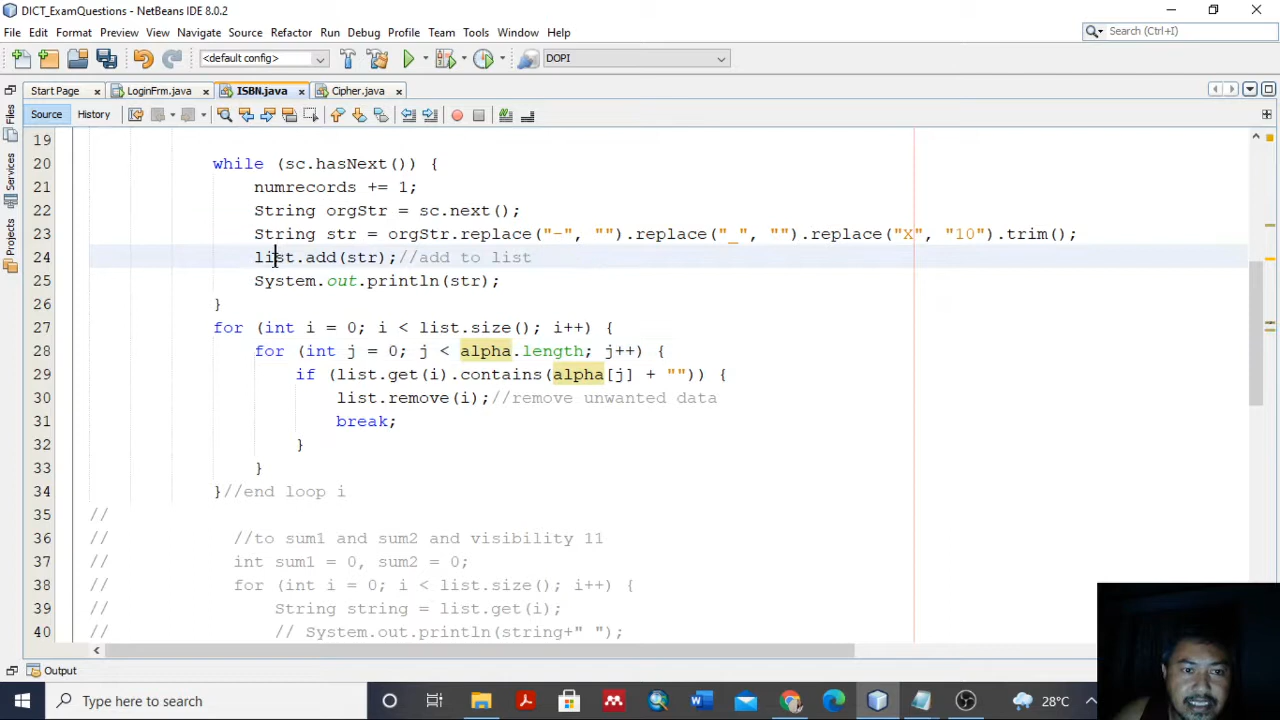 DICT_ExamQuestions - NetBeans IDE 8.0.2
File Edit Format Preview View Navigate Source Refactor Run Debug Profile Team Tools Window Help
Search (Ctrl+I)
<default config>
DOPI
Start Page LoginFrm.java ISBN.java Cipher.java
Source History
Files
Services
Projects
19
20 while (sc.hasNext()) {
21 numrecords += 1;
22 String orgStr = sc.next();
23 String str = orgStr.replace("-", "").replace("_", "").replace("X", "10").trim();
24 list.add(str);//add to list
25 System.out.println(str);
26 }
27 for (int i = 0; i < list.size(); i++) {
28 for (int j = 0; j < alpha.length; j++) {
29 if (list.get(i).contains(alpha[j] + "")) {
30 list.remove(i);//remove unwanted data
31 break;
32 }
33 }
34 }//end loop i
35 //
36 // //to sum1 and sum2 and visibility 11
37 // int sum1 = 0, sum2 = 0;
38 // for (int i = 0; i < list.size(); i++) {
39 // String string = list.get(i);
40 // // System.out.println(string+" ");
Output
Type here to search
28°C